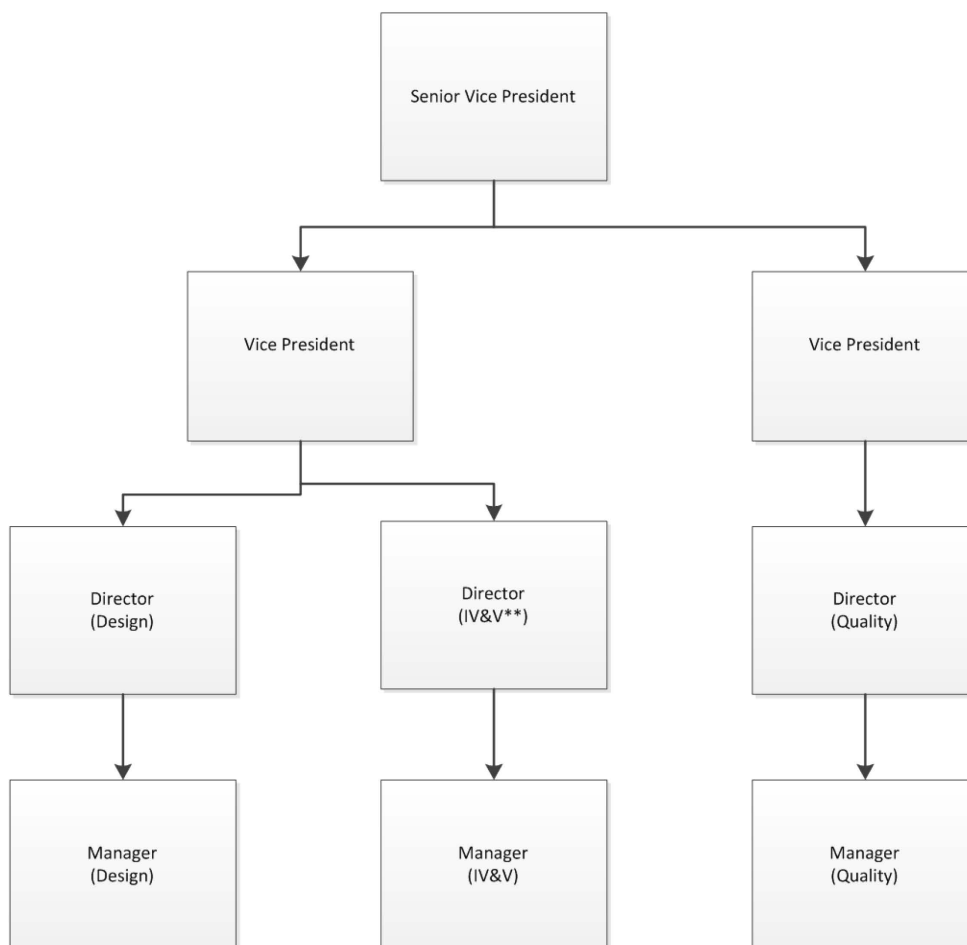 Senior Vice President
Vice President
Vice President
Director
(Design)
Director
(IV&V**)
Director
(Quality)
Manager
(Design)
Manager
(IV&V)
Manager
(Quality)